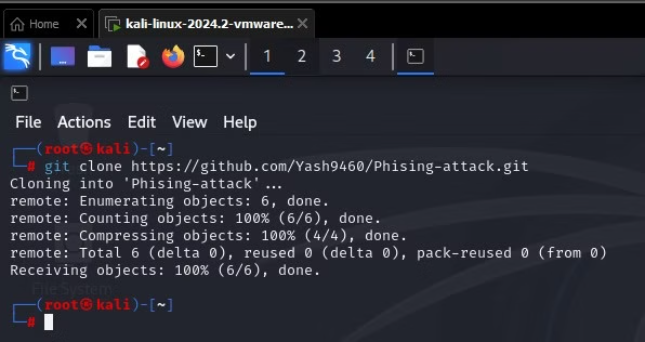 Home kali-linux-2024.2-vmware...
1 2 3 4
File Actions Edit View Help
┌──(root㉿kali)-[~]
└─# git clone https://github.com/Yash9460/Phising-attack.git
Cloning into 'Phising-attack'...
remote: Enumerating objects: 6, done.
remote: Counting objects: 100% (6/6), done.
remote: Compressing objects: 100% (4/4), done.
remote: Total 6 (delta 0), reused 0 (delta 0), pack-reused 0 (from 0)
Receiving objects: 100% (6/6), done.
File System
┌──(root㉿kali)-[~]
└─#